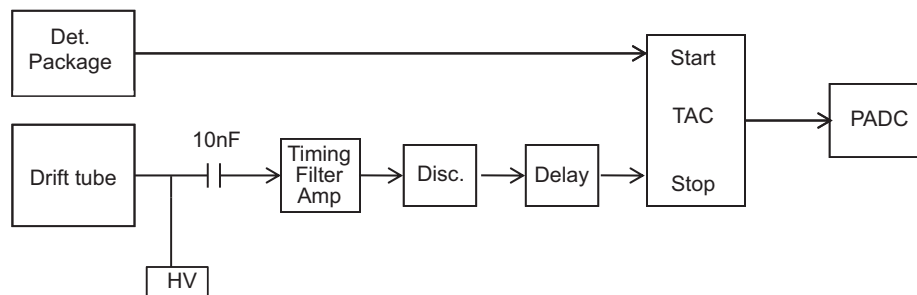 Det.
Package
Start
TAC
Stop
PADC
Drift tube
10nF
Timing
Filter
Amp
Disc.
Delay
HV